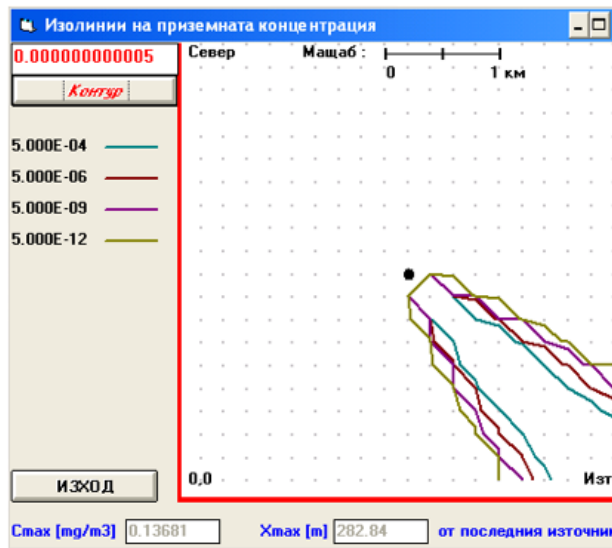 Изолинии на приземната концентрация
0.000000000005
Север Мащаб :
0 1 км
Контур
5.000E-04
5.000E-06
5.000E-09
5.000E-12
0,0 Изт
ИЗХОД
Cmax [mg/m3] 0.13681 Xmax [m] 282.84 от последния източни